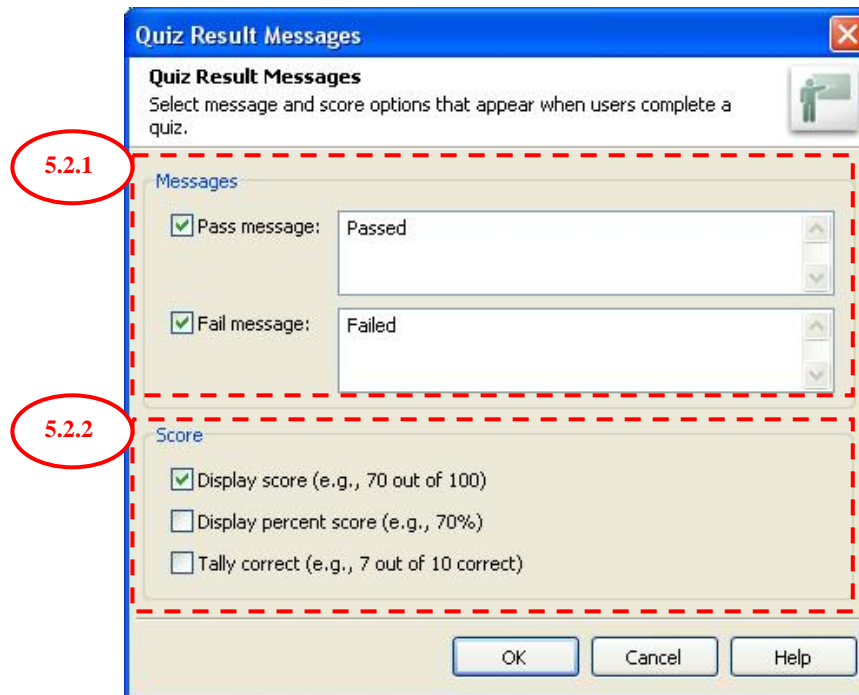 Quiz Result Messages
Quiz Result Messages
Select message and score options that appear when users complete a
quiz.
5.2.1
Messages
Pass message: Passed
Fail message: Failed
5.2.2
Score
Display score (e.g., 70 out of 100)
Display percent score (e.g., 70%)
Tally correct (e.g., 7 out of 10 correct)
OK Cancel Help